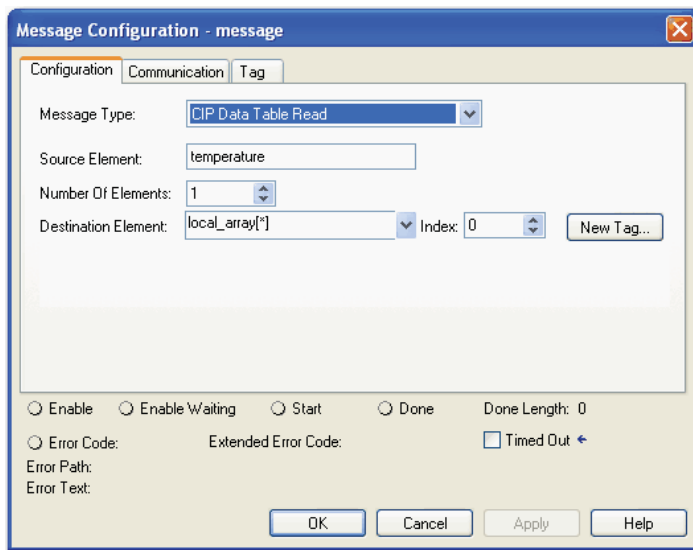 Message Configuration - message
Configuration Communication Tag
Message Type: CIP Data Table Read
Source Element: temperature
Number Of Elements: 1
Destination Element: local_array[*] Index: 0 New Tag...
Enable Enable Waiting Start Done Done Length: 0
Error Code: Extended Error Code: Timed Out ←
Error Path:
Error Text:
OK Cancel Apply Help